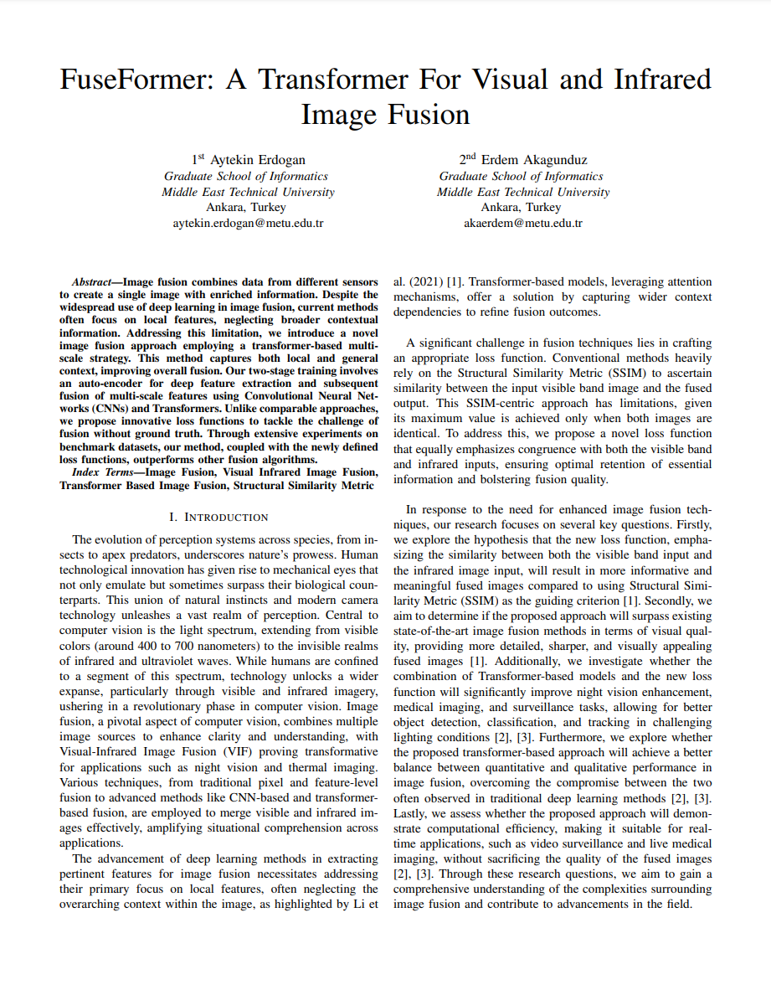 FuseFormer: A Transformer For Visual and Infrared
Image Fusion
1st Aytekin Erdogan
Graduate School of Informatics
Middle East Technical University
Ankara, Turkey
aytekin.erdogan@metu.edu.tr
2nd Erdem Akagunduz
Graduate School of Informatics
Middle East Technical University
Ankara, Turkey
akaerdem@metu.edu.tr
Abstract—Image fusion combines data from different sensors
to create a single image with enriched information. Despite the
widespread use of deep learning in image fusion, current methods
often focus on local features, neglecting broader contextual
information. Addressing this limitation, we introduce a novel
image fusion approach employing a transformer-based multi-
scale strategy. This method captures both local and general
context, improving overall fusion. Our two-stage training involves
an auto-encoder for deep feature extraction and subsequent
fusion of multi-scale features using Convolutional Neural Net-
works (CNNs) and Transformers. Unlike comparable approaches,
we propose innovative loss functions to tackle the challenge of
fusion without ground truth. Through extensive experiments on
benchmark datasets, our method, coupled with the newly defined
loss functions, outperforms other fusion algorithms.
Index Terms—Image Fusion, Visual Infrared Image Fusion,
Transformer Based Image Fusion, Structural Similarity Metric
I. INTRODUCTION
The evolution of perception systems across species, from in-
sects to apex predators, underscores nature's prowess. Human
technological innovation has given rise to mechanical eyes that
not only emulate but sometimes surpass their biological coun-
terparts. This union of natural instincts and modern camera
technology unleashes a vast realm of perception. Central to
computer vision is the light spectrum, extending from visible
colors (around 400 to 700 nanometers) to the invisible realms
of infrared and ultraviolet waves. While humans are confined
to a segment of this spectrum, technology unlocks a wider
expanse, particularly through visible and infrared imagery,
ushering in a revolutionary phase in computer vision. Image
fusion, a pivotal aspect of computer vision, combines multiple
image sources to enhance clarity and understanding, with
Visual-Infrared Image Fusion (VIF) proving transformative
for applications such as night vision and thermal imaging.
Various techniques, from traditional pixel and feature-level
fusion to advanced methods like CNN-based and transformer-
based fusion, are employed to merge visible and infrared im-
ages effectively, amplifying situational comprehension across
applications.
The advancement of deep learning methods in extracting
pertinent features for image fusion necessitates addressing
their primary focus on local features, often neglecting the
overarching context within the image, as highlighted by Li et
al. (2021) [1]. Transformer-based models, leveraging attention
mechanisms, offer a solution by capturing wider context
dependencies to refine fusion outcomes.
A significant challenge in fusion techniques lies in crafting
an appropriate loss function. Conventional methods heavily
rely on the Structural Similarity Metric (SSIM) to ascertain
similarity between the input visible band image and the fused
output. This SSIM-centric approach has limitations, given
its maximum value is achieved only when both images are
identical. To address this, we propose a novel loss function
that equally emphasizes congruence with both the visible band
and infrared inputs, ensuring optimal retention of essential
information and bolstering fusion quality.
In response to the need for enhanced image fusion tech-
niques, our research focuses on several key questions. Firstly,
we explore the hypothesis that the new loss function, empha-
sizing the similarity between both the visible band input and
the infrared image input, will result in more informative and
meaningful fused images compared to using Structural Simi-
larity Metric (SSIM) as the guiding criterion [1]. Secondly, we
aim to determine if the proposed approach will surpass existing
state-of-the-art image fusion methods in terms of visual qual-
ity, providing more detailed, sharper, and visually appealing
fused images [1]. Additionally, we investigate whether the
combination of Transformer-based models and the new loss
function will significantly improve night vision enhancement,
medical imaging, and surveillance tasks, allowing for better
object detection, classification, and tracking in challenging
lighting conditions [2], [3]. Furthermore, we explore whether
the proposed transformer-based approach will achieve a better
balance between quantitative and qualitative performance in
image fusion, overcoming the compromise between the two
often observed in traditional deep learning methods [2], [3].
Lastly, we assess whether the proposed approach will demon-
strate computational efficiency, making it suitable for real-
time applications, such as video surveillance and live medical
imaging, without sacrificing the quality of the fused images
[2], [3]. Through these research questions, we aim to gain a
comprehensive understanding of the complexities surrounding
image fusion and contribute to advancements in the field.